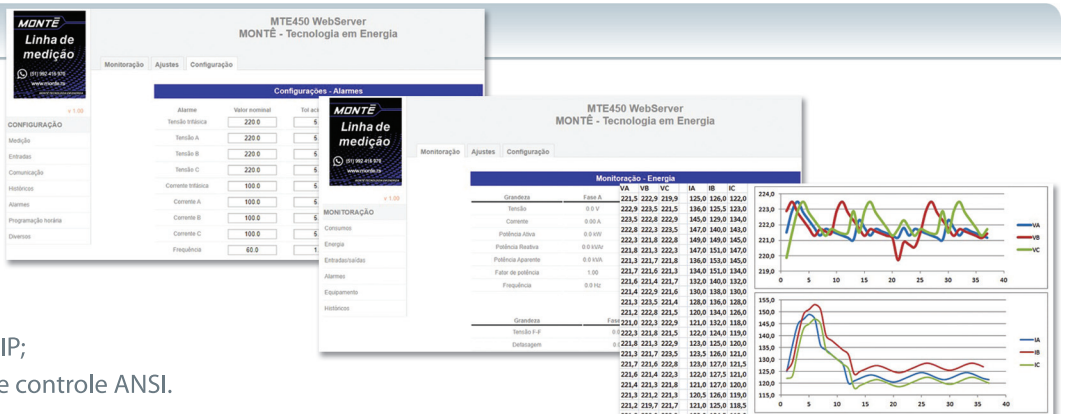 MONTÊ
Linha de
medição
(51) 992 418 970
v 1.00
MTE450 WebServer
MONTÊ - Tecnologia em Energia
Monitoração Ajustes Configuração
CONFIGURAÇÃO
Medição
Entradas
Comunicação
Históricos
Alarmes
Programação horária
Diversos
Configurações - Alarmes
Alarme Valor nominal
Tensão trifásica 220.0 5
Tensão A 220.0 5
Tensão B 220.0 5
Tensão C 220.0 5
Corrente trifásica 100.0 5
Corrente A 100.0 5
Corrente B 100.0 5
Corrente C 100.0 5
Frequência 60.0 1
MONTÊ
Linha de
medição
(51) 992 418 970
v 1.00
MTE450 WebServer
MONTÊ - Tecnologia em Energia
Monitoração Ajustes Configuração
MONITORAÇÃO
Consumos
Energia
Entradas/saídas
Alarmes
Equipamento
Históricos
Monitoração - Energia
Grandeza Fase A
Tensão 0.0 V
Corrente 0.00 A
Potência Ativa 0.0 kW
Potência Reativa 0.0 kVAr
Potência Aparente 0.0 kVA
Fator de potência 1.00
Frequência 0.0 Hz
Grandeza
Tensão F-F
Defasagem
VA VB VC IA IB IC
221,5 222,9 219,9 125,0 126,0 122,0
222,9 223,5 221,5 136,0 125,5 123,0
223,5 222,8 222,9 145,0 129,0 134,0
222,8 222,3 223,5 147,0 140,0 143,0
222,3 221,8 222,8 149,0 149,0 145,0
221,8 221,3 222,3 147,0 151,0 147,0
221,3 221,7 221,8 136,0 153,0 145,0
221,7 221,6 221,3 134,0 151,0 134,0
221,6 221,4 221,7 132,0 140,0 132,0
221,4 222,9 221,6 130,0 138,0 130,0
221,3 223,5 221,4 128,0 136,0 128,0
221,2 222,8 221,5 120,0 134,0 126,0
221,0 222,3 222,9 121,0 132,0 118,0
222,3 221,8 221,5 122,0 124,0 119,0
221,8 221,3 222,9 123,0 125,0 120,0
221,3 221,7 223,5 123,5 126,0 121,0
221,7 221,6 222,8 123,0 127,0 121,5
221,6 221,4 222,3 122,0 127,5 121,0
221,4 221,3 221,8 121,0 127,0 120,0
221,3 221,2 221,3 120,5 126,0 119,0
221,2 219,7 221,7 121,0 125,0 118,5
224,0
223,0
222,0
221,0
220,0
219,0
0 5 10 15 20 25 30 35 40
VA
VB
VC
155,0
150,0
145,0
140,0
135,0
130,0
125,0
120,0
115,0
0 5 10 15 20 25 30 35 40
IA
IB
IC
IP;
e controle ANSI.